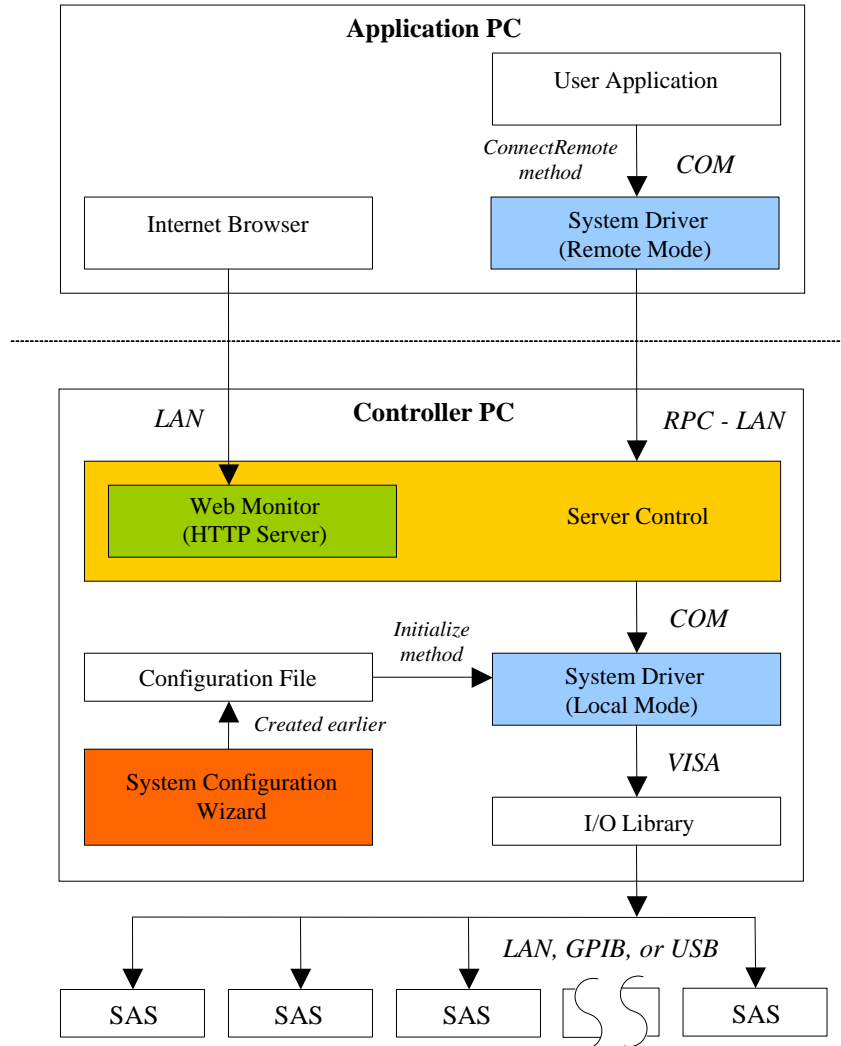 Application PC
User Application
ConnectRemote
method
COM
Internet Browser
System Driver
(Remote Mode)
LAN
Controller PC
RPC - LAN
Web Monitor
(HTTP Server)
Server Control
COM
Initialize
method
Configuration File
System Driver
(Local Mode)
Created earlier
VISA
System Configuration
Wizard
I/O Library
LAN, GPIB, or USB
SAS
SAS
SAS
SAS